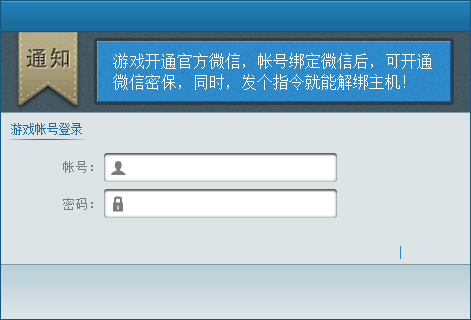 通知
游戏开通官方微信，帐号绑定微信后，可开通
微信密保，同时，发个指令就能解绑主机！
游戏帐号登录
帐号：
密码：